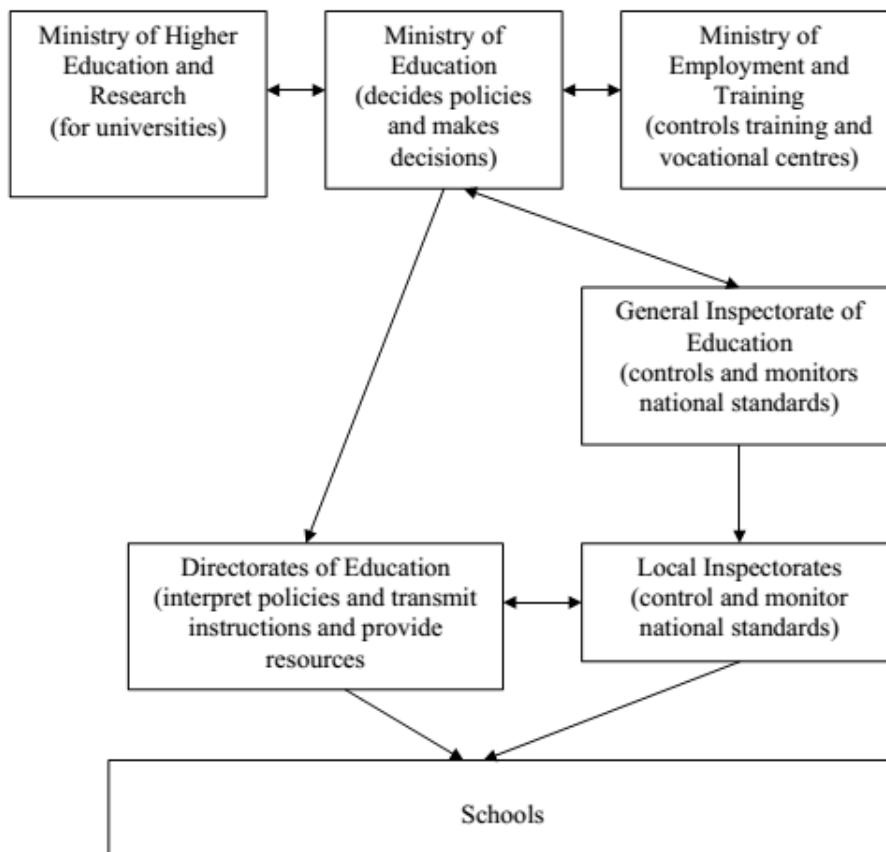 Ministry of Higher
Education and
Research
(for universities)
Ministry of
Education
(decides policies
and makes
decisions)
Ministry of
Employment and
Training
(controls training and
vocational centres)
General Inspectorate of
Education
(controls and monitors
national standards)
Directorates of Education
(interpret policies and transmit
instructions and provide
resources
Local Inspectorates
(control and monitor
national standards)
Schools